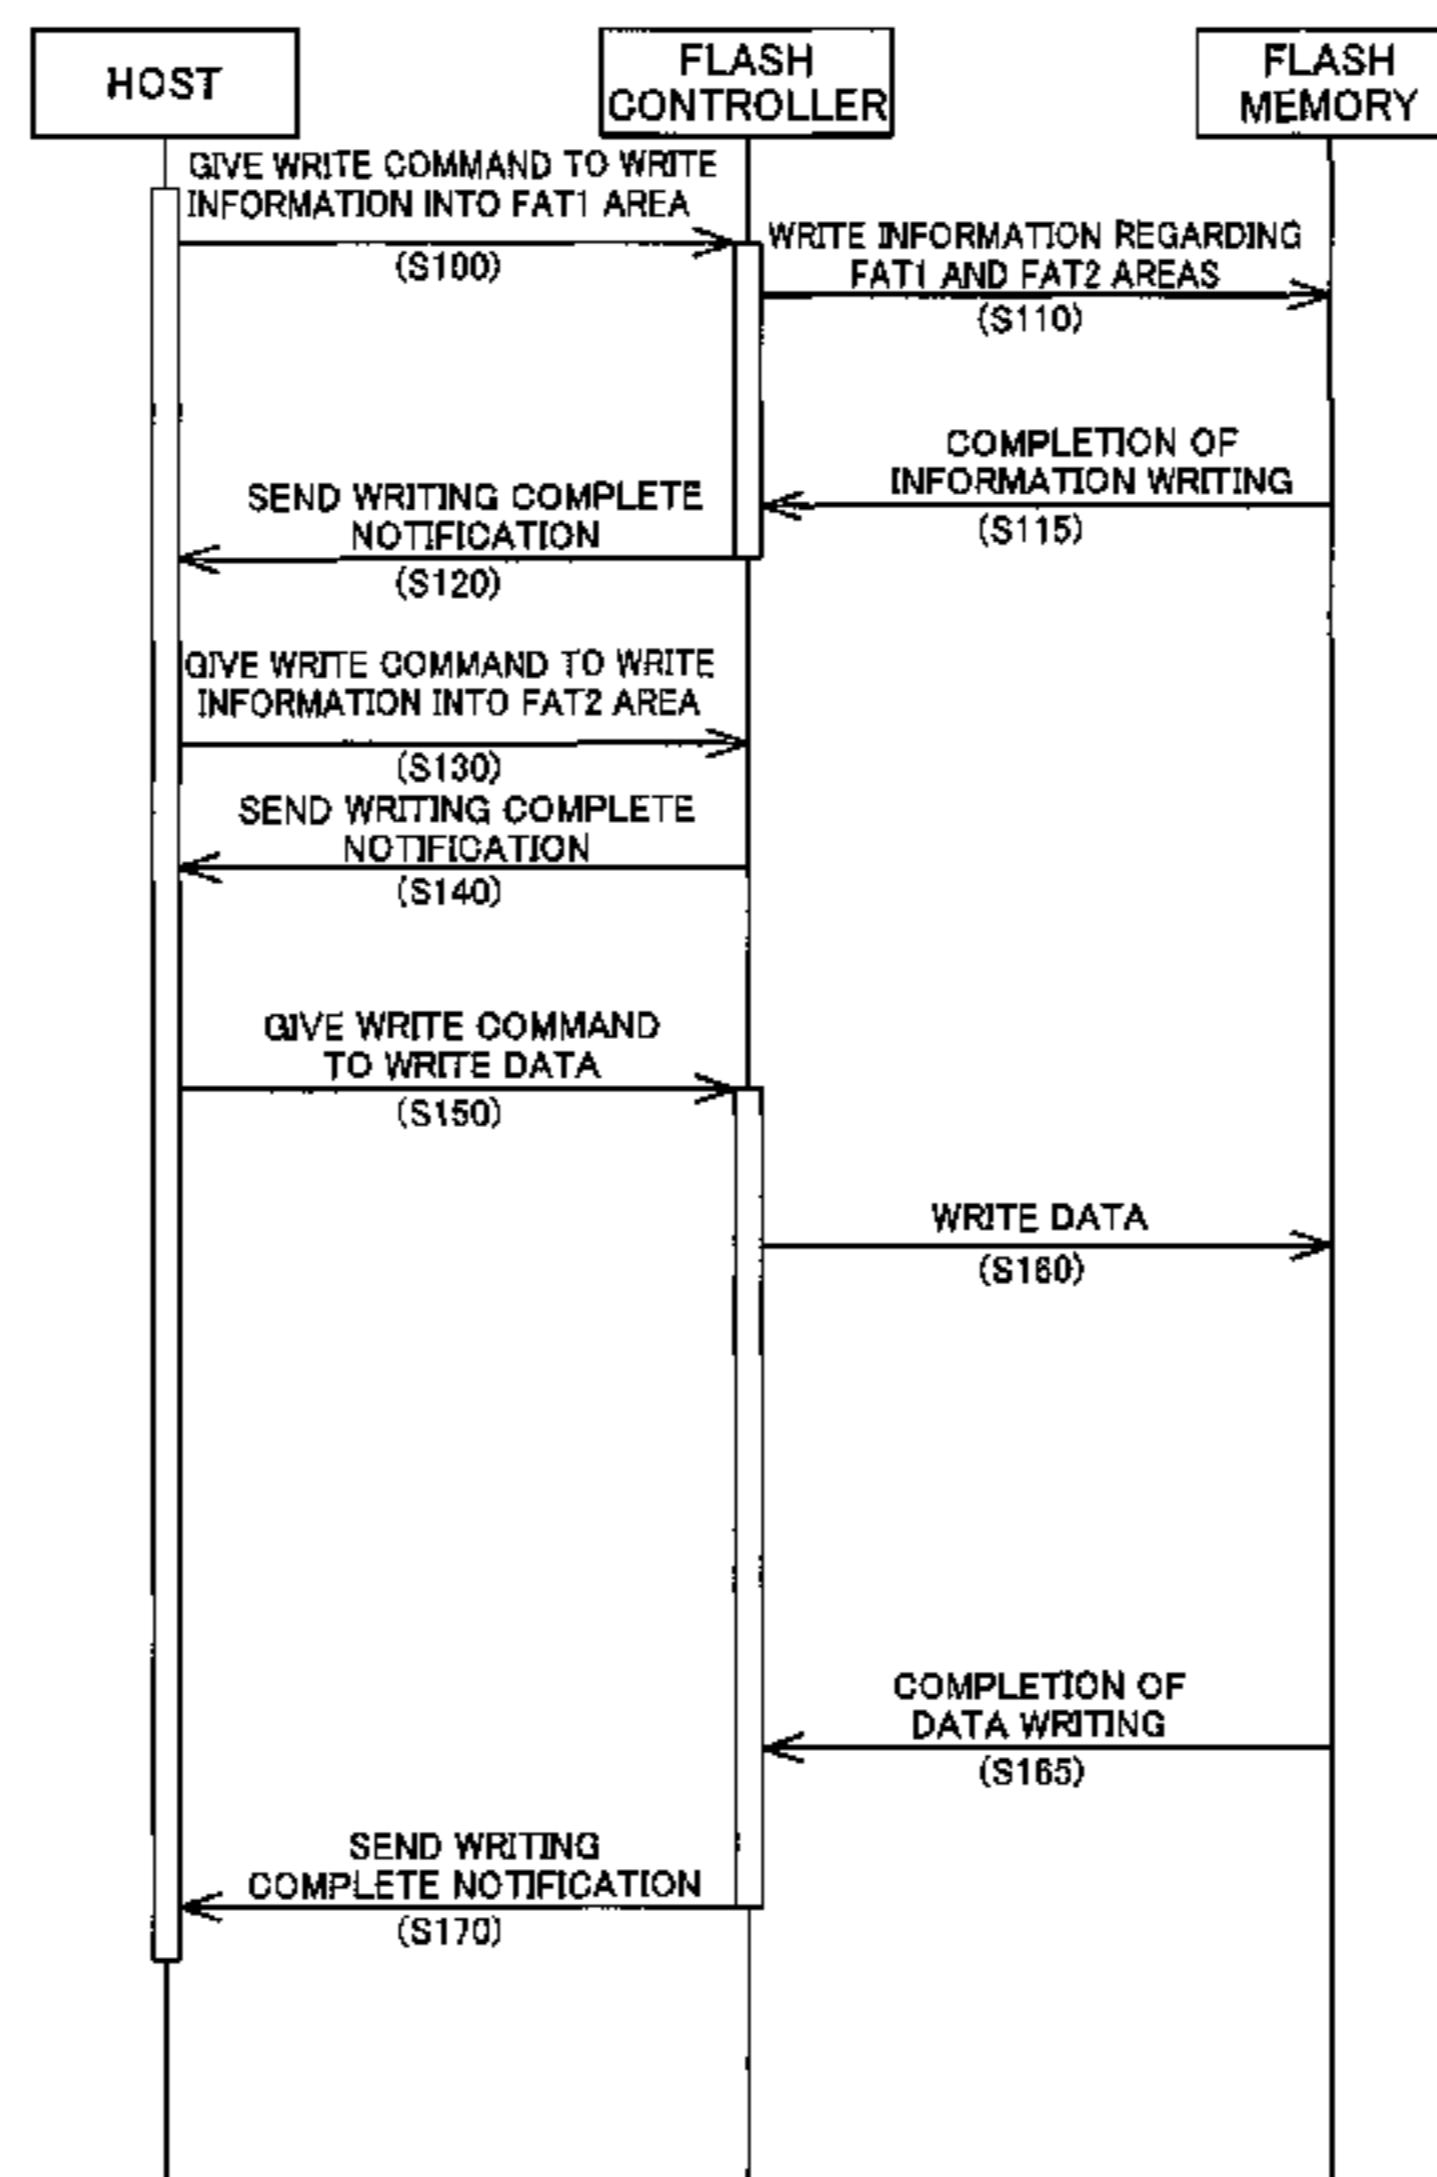 HOST
FLASH
CONTROLLER
FLASH
MEMORY
GIVE WRITE COMMAND TO WRITE
INFORMATION INTO FAT1 AREA
(S100)
WRITE INFORMATION REGARDING
FAT1 AND FAT2 AREAS
(S110)
COMPLETION OF
INFORMATION WRITING
(S115)
SEND WRITING COMPLETE
NOTIFICATION
(S120)
GIVE WRITE COMMAND TO WRITE
INFORMATION INTO FAT2 AREA
(S130)
SEND WRITING COMPLETE
NOTIFICATION
(S140)
GIVE WRITE COMMAND
TO WRITE DATA
(S150)
WRITE DATA
(S160)
COMPLETION OF
DATA WRITING
(S165)
SEND WRITING
COMPLETE NOTIFICATION
(S170)